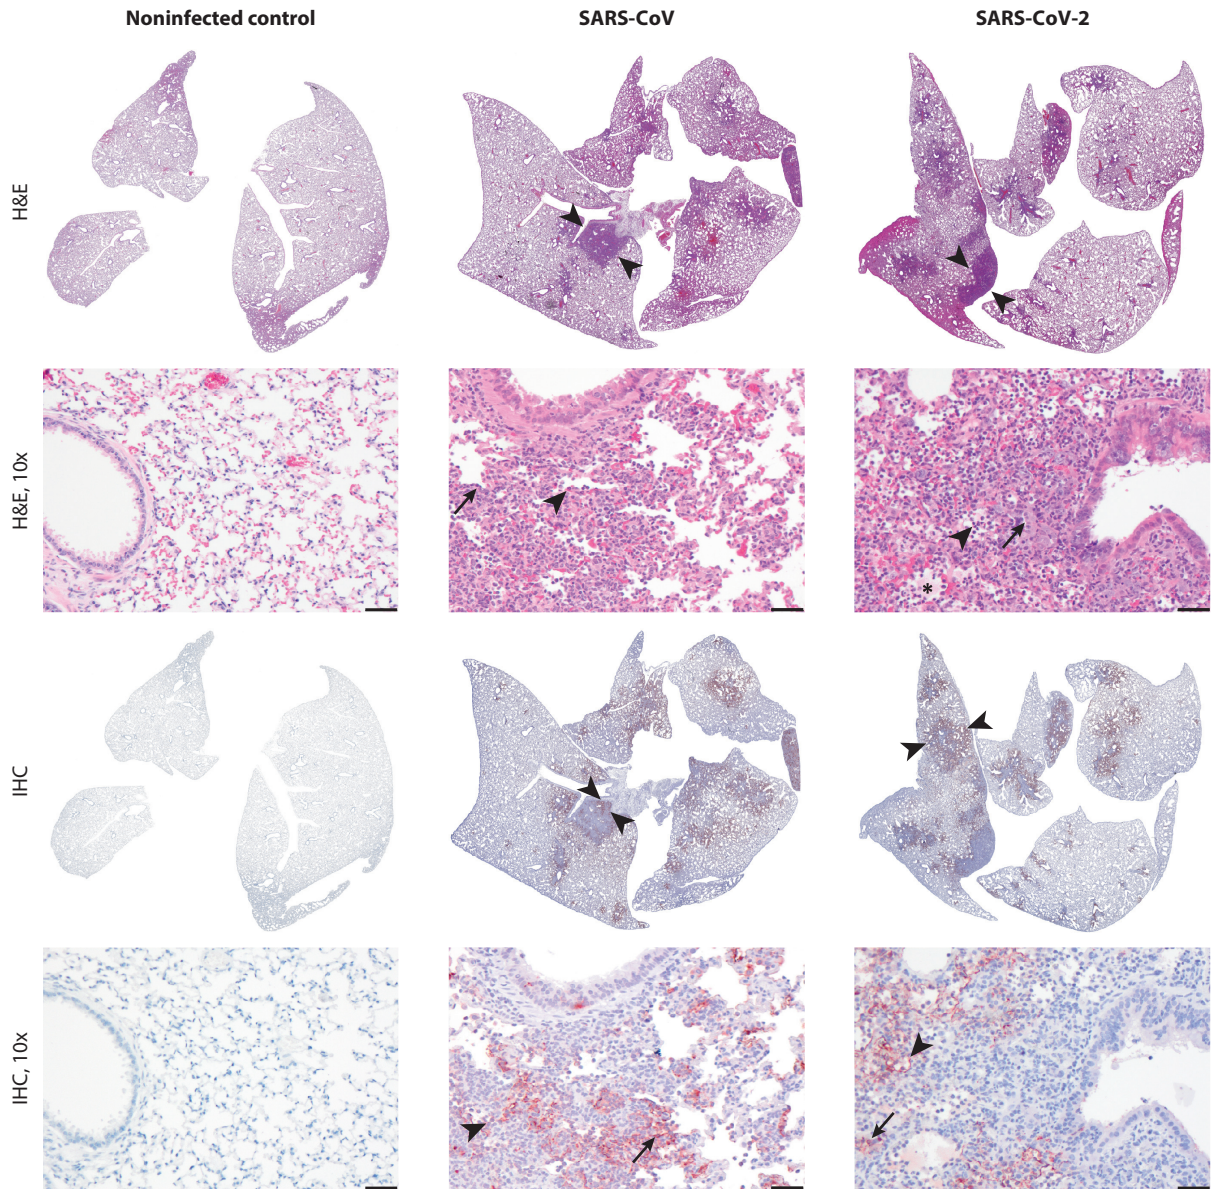 Noninfected control
SARS-CoV
SARS-CoV-2
H&E
H&E, 10x
*
IHC
IHC, 10x